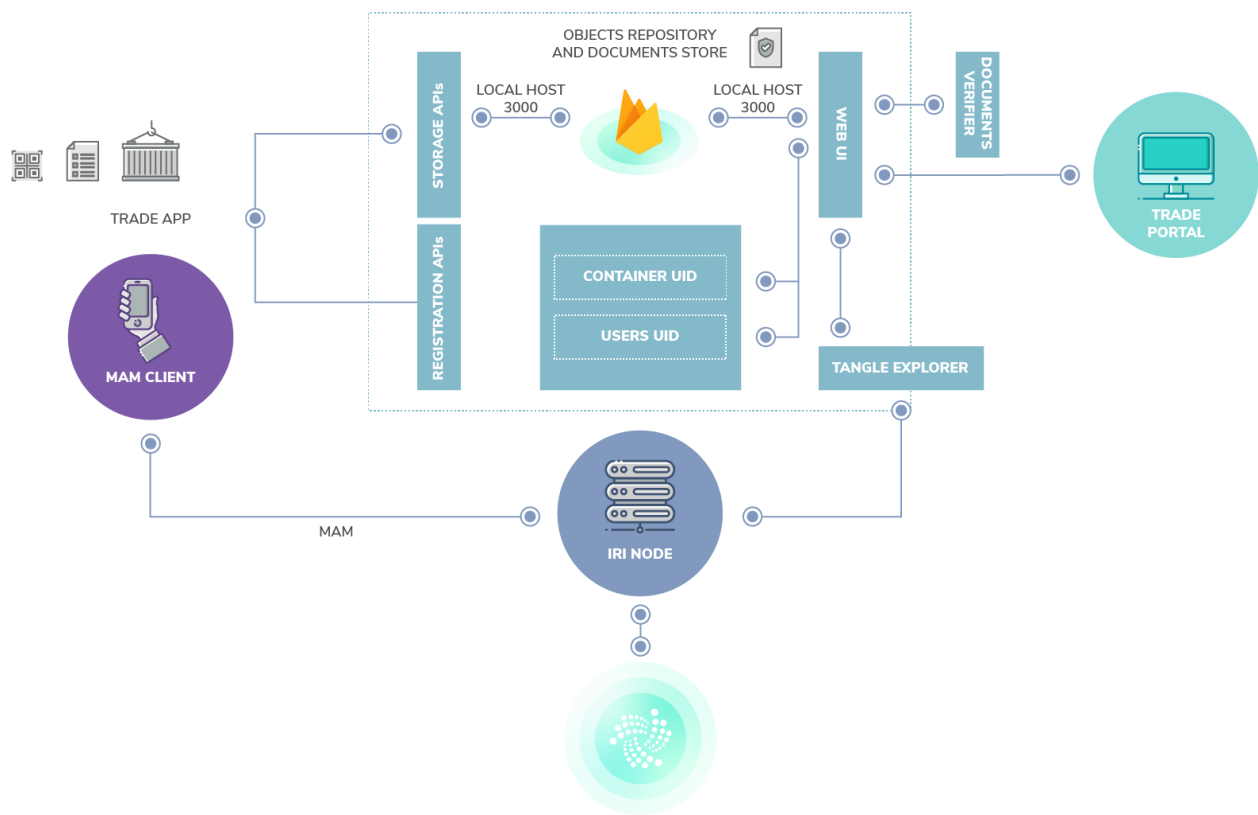 OBJECTS REPOSITORY
AND DOCUMENTS STORE
STORAGE APIs
LOCAL HOST
3000
LOCAL HOST
3000
WEB UI
DOCUMENTS
VERIFIER
TRADE APP
TRADE
PORTAL
REGISTRATION APIs
CONTAINER UID
USERS UID
MAM CLIENT
TANGLE EXPLORER
MAM
IRI NODE